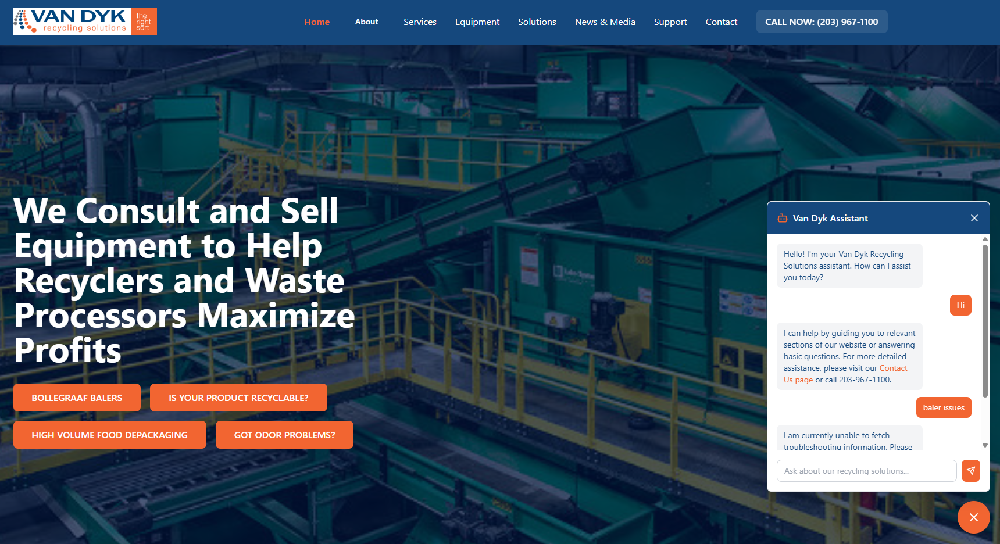 VAN DYK
recycling solutions
the
right
sort
Home
About
Services
Equipment
Solutions
News & Media
Support
Contact
CALL NOW: (203) 967-1100
We Consult and Sell
Equipment to Help
Recyclers and Waste
Processors Maximize
Profits
BOLLEGRAAF BALERS
IS YOUR PRODUCT RECYCLABLE?
HIGH VOLUME FOOD DEPACKAGING
GOT ODOR PROBLEMS?
Van Dyk Assistant
Hello! I'm your Van Dyk Recycling
Solutions assistant. How can I assist
you today?
Hi
I can help by guiding you to relevant
sections of our website or answering
basic questions. For more detailed
assistance, please visit our Contact
Us page or call 203-967-1100.
baler issues
I am currently unable to fetch
troubleshooting information. Please
Ask about our recycling solutions...